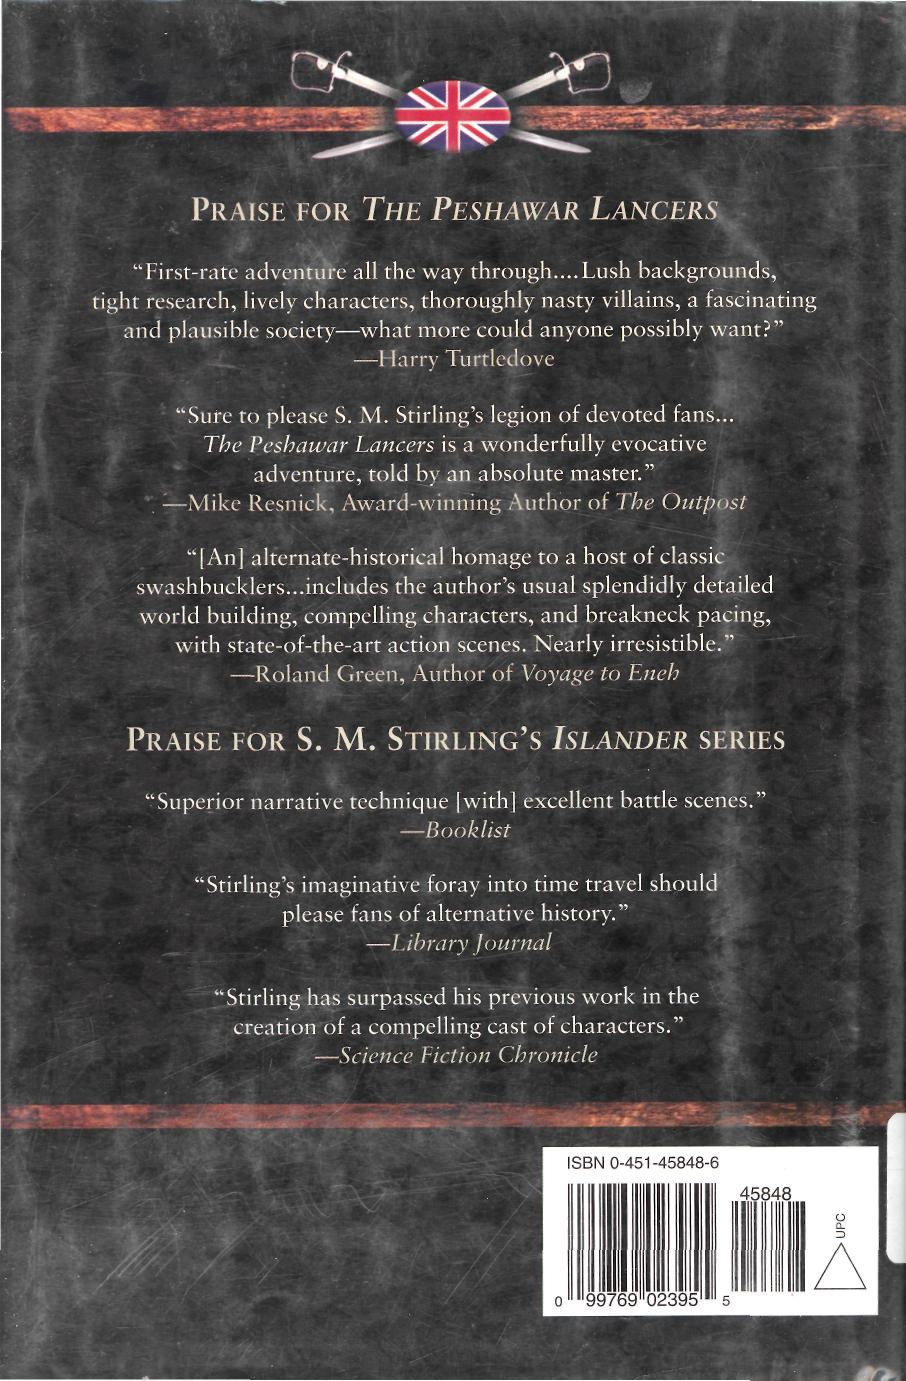 PRAISE FOR THE PESHAWAR LANCERS
“First-rate adventure all the way through....Lush backgrounds,
tight research, lively characters, thoroughly nasty villains, a fascinating
and plausible society—what more could anyone possibly want?”
—Harry Turtledove
“Sure to please S. M. Stirling’s legion of devoted fans...
The Peshawar Lancers is a wonderfully evocative
adventure, told by an absolute master.”
—Mike Resnick, Award-winning Author of The Outpost
“[An] alternate-historical homage to a host of classic
swashbucklers...includes the author’s usual splendidly detailed
world building, compelling characters, and breakneck pacing,
with state-of-the-art action scenes. Nearly irresistible.”
—Roland Green, Author of Voyage to Eneh
PRAISE FOR S. M. STIRLING’S ISLANDER SERIES
“Superior narrative technique [with] excellent battle scenes.”
—Booklist
“Stirling’s imaginative foray into time travel should
please fans of alternative history.”
—Library Journal
“Stirling has surpassed his previous work in the
creation of a compelling cast of characters.”
—Science Fiction Chronicle
ISBN 0-451-45848-6
45848
UPC
0 99769 02395 5